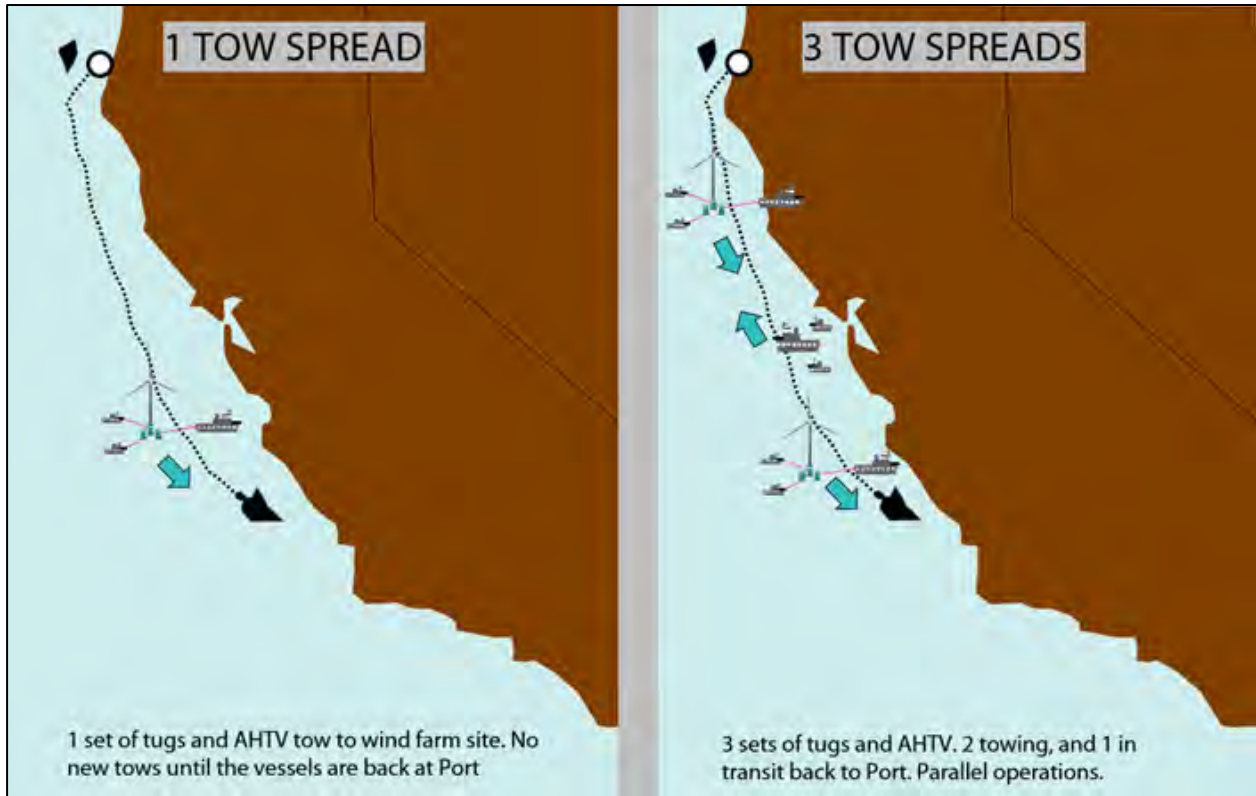 1 TOW SPREAD
1 set of tugs and AHTV tow to wind farm site. No
new tows until the vessels are back at Port
3 TOW SPREADS
3 sets of tugs and AHTV. 2 towing, and 1 in
transit back to Port. Parallel operations.